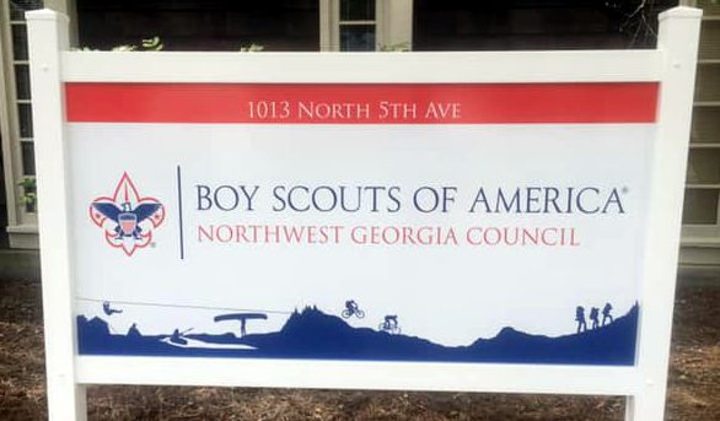 1013 NORTH 5TH AVE
BOY SCOUTS OF AMERICA®
NORTHWEST GEORGIA COUNCIL